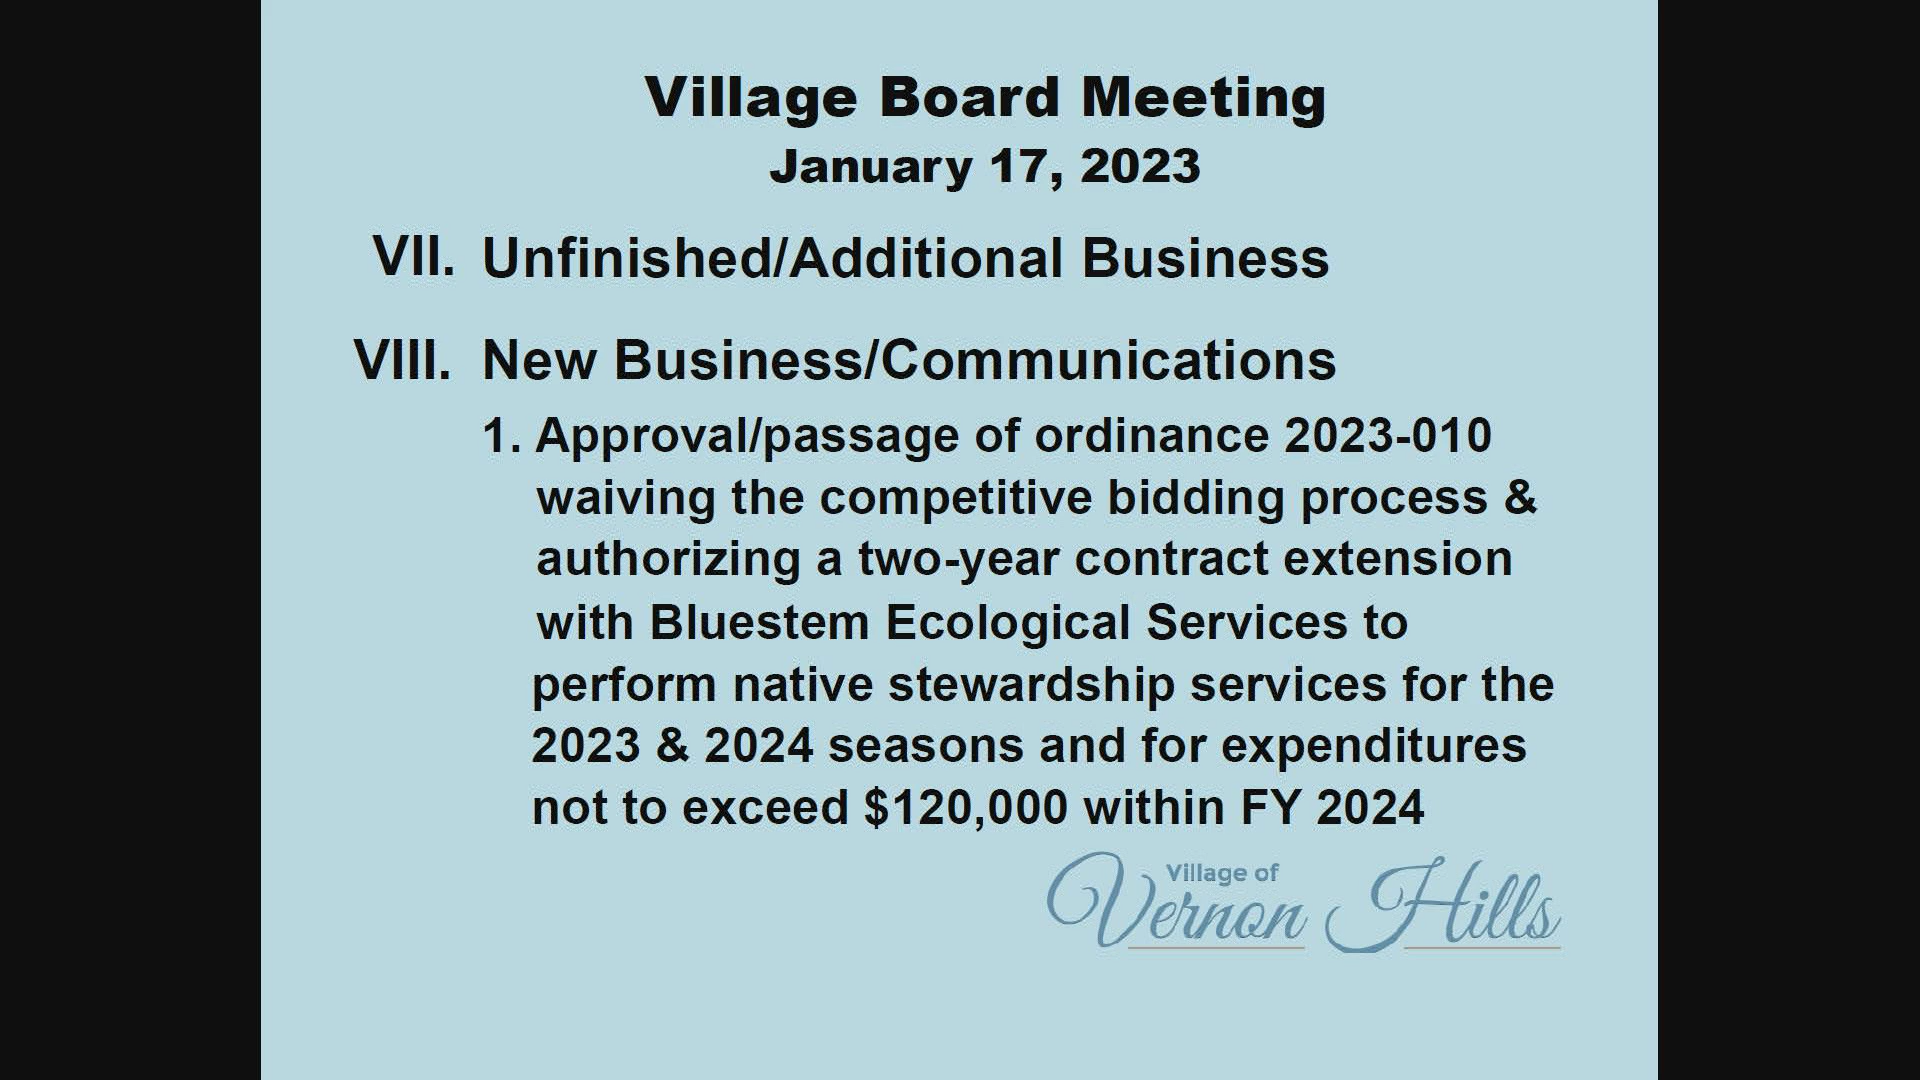 Village Board Meeting
January 17, 2023
VII. Unfinished/Additional Business
VIII. New Business/Communications
1. Approval/passage of ordinance 2023-010
waiving the competitive bidding process &
authorizing a two-year contract extension
with Bluestem Ecological Services to
perform native stewardship services for the
2023 & 2024 seasons and for expenditures
not to exceed $120,000 within FY 2024
Village of
Vernon Hills